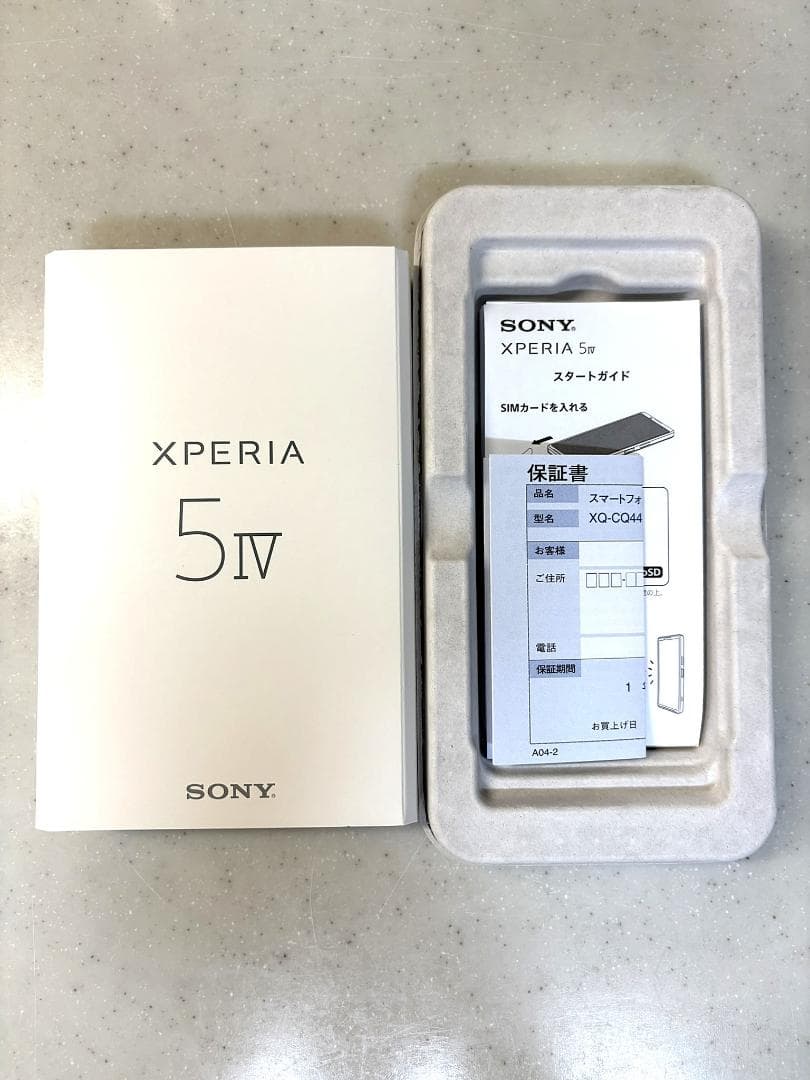 XPERIA
5IV
SONY®
SONY®
XPERIA 5IV
スタートガイド
SIMカードを入れる
保証書
品名 スマートフォ
型名 XQ-CQ44
お客様
ご住所
oSD
の上。
電話
保証期間
1
お買上げ日
A04-2